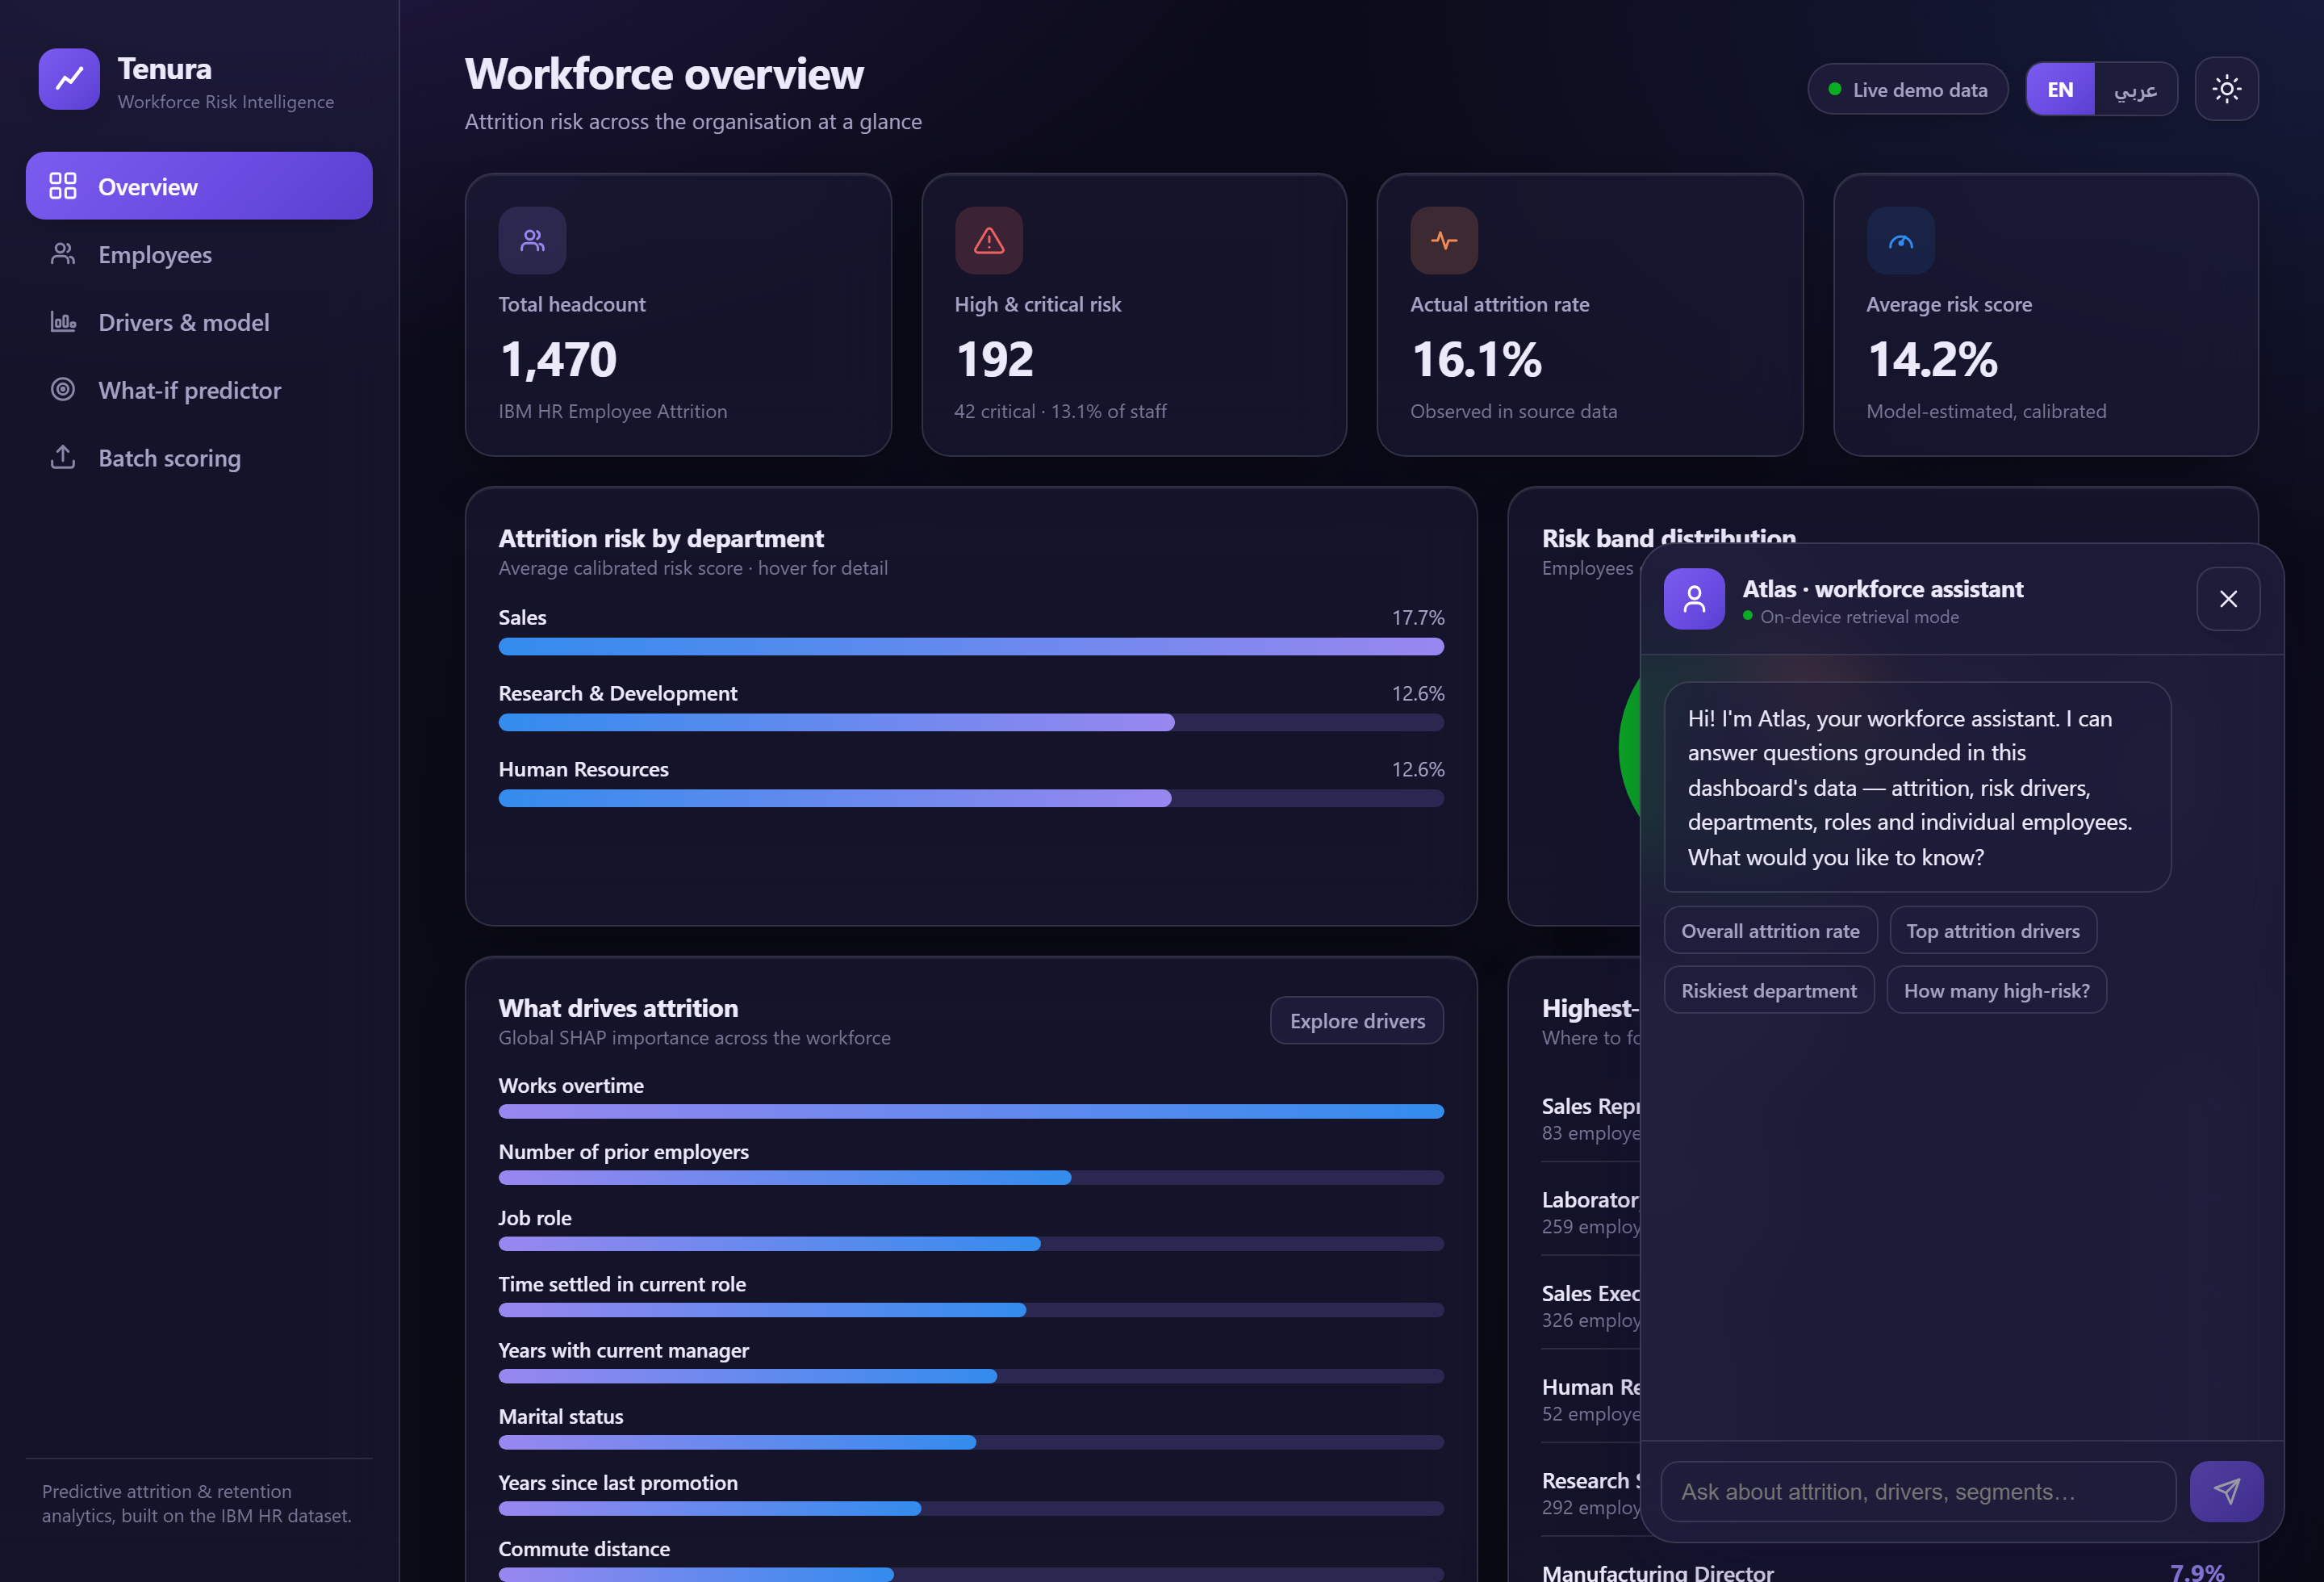 Tenura
Workforce Risk Intelligence
Overview
Employees
Drivers & model
What-if predictor
Batch scoring
Predictive attrition & retention
analytics, built on the IBM HR dataset.
Workforce overview
Attrition risk across the organisation at a glance
Live demo data
EN
عربي
Total headcount
1,470
IBM HR Employee Attrition
High & critical risk
192
42 critical · 13.1% of staff
Actual attrition rate
16.1%
Observed in source data
Average risk score
14.2%
Model-estimated, calibrated
Attrition risk by department
Average calibrated risk score · hover for detail
Sales 17.7%
Research & Development 12.6%
Human Resources 12.6%
Risk band distribution
Employees
What drives attrition
Global SHAP importance across the workforce
Explore drivers
Works overtime
Number of prior employers
Job role
Time settled in current role
Years with current manager
Marital status
Years since last promotion
Commute distance
Highest-
Where to
Sales
83
259
Sales
326
Human
52
Research
292
Manufacturing Director 7.9%
Atlas · workforce assistant
On-device retrieval mode
Hi! I'm Atlas, your workforce assistant. I can
answer questions grounded in this
dashboard's data — attrition, risk drivers,
departments, roles and individual employees.
What would you like to know?
Overall attrition rate
Top attrition drivers
Riskiest department
How many high-risk?
Ask about attrition, drivers, segments…